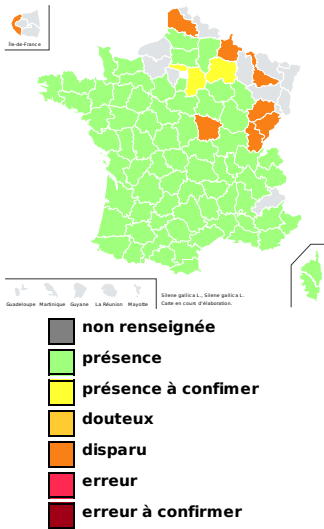 Île-de-France
Guadeloupe Martinique Guyane La Réunion Mayotte
Silene gallica L., Silene gallica L.
Carte en cours d'élaboration.
non renseignée
présence
présence à confimer
douteux
disparu
erreur
erreur à confirmer